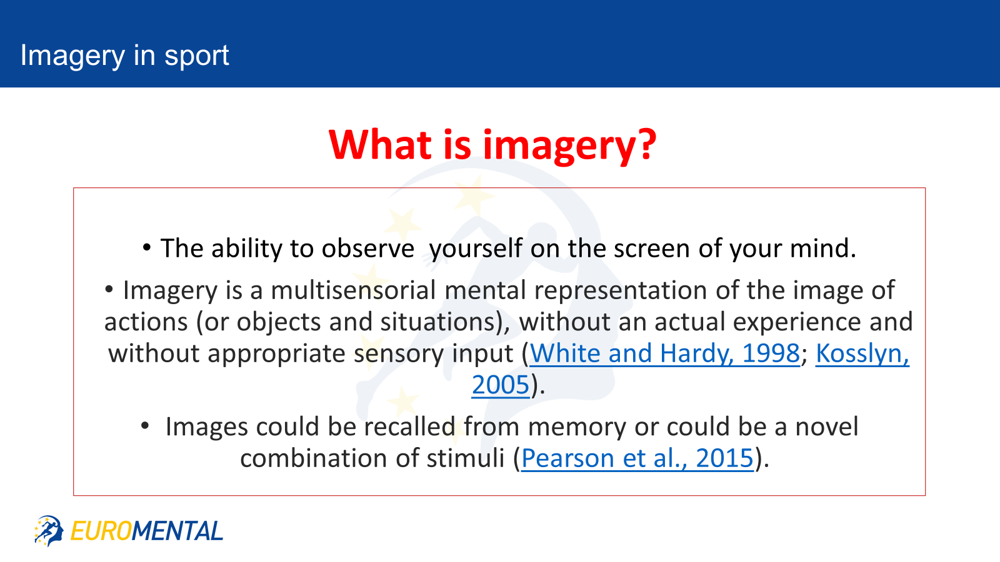 Imagery in sport
What is imagery?
• The ability to observe  yourself on the screen of your mind.
• Imagery is a multisensorial mental representation of the image of
actions (or objects and situations), without an actual experience and
without appropriate sensory input (White and Hardy, 1998; Kosslyn,
2005).
• Images could be recalled from memory or could be a novel
combination of stimuli (Pearson et al., 2015).
EUROMENTAL